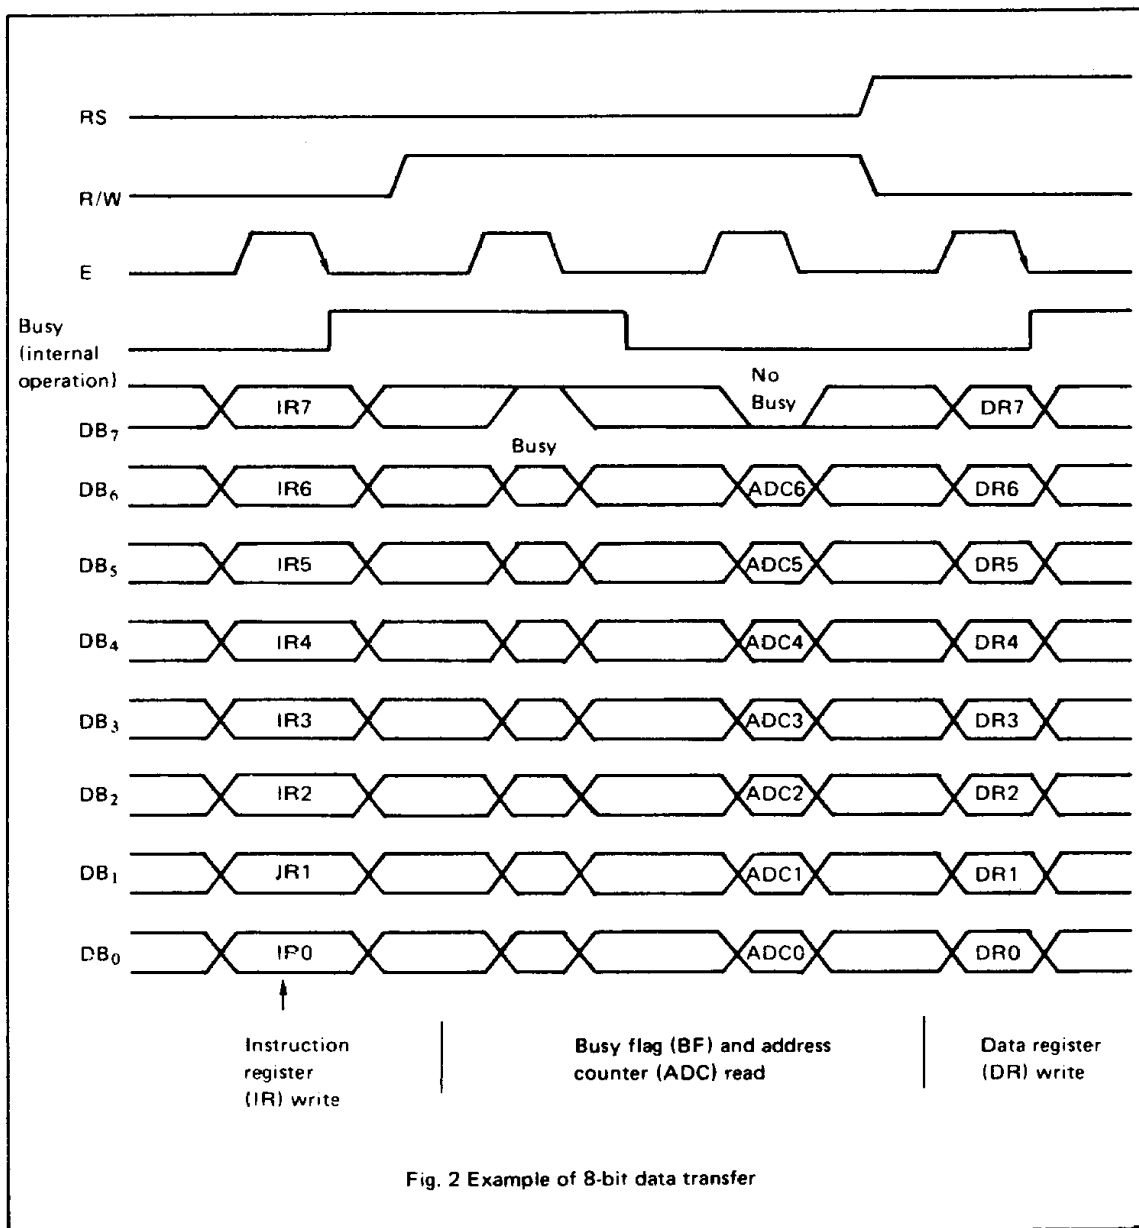 RS
R/W
E
Busy
(internal
operation)
No
Busy
IR7
DR7
DB₇
Busy
DB₆ IR6 ADC6 DR6
DB₅ IR5 ADC5 DR5
DB₄ IR4 ADC4 DR4
DB₃ IR3 ADC3 DR3
DB₂ IR2 ADC2 DR2
DB₁ IR1 ADC1 DR1
DB₀ IR0 ADC0 DR0
Instruction
register
(IR) write
Busy flag (BF) and address
counter (ADC) read
Data register
(DR) write
Fig. 2 Example of 8-bit data transfer